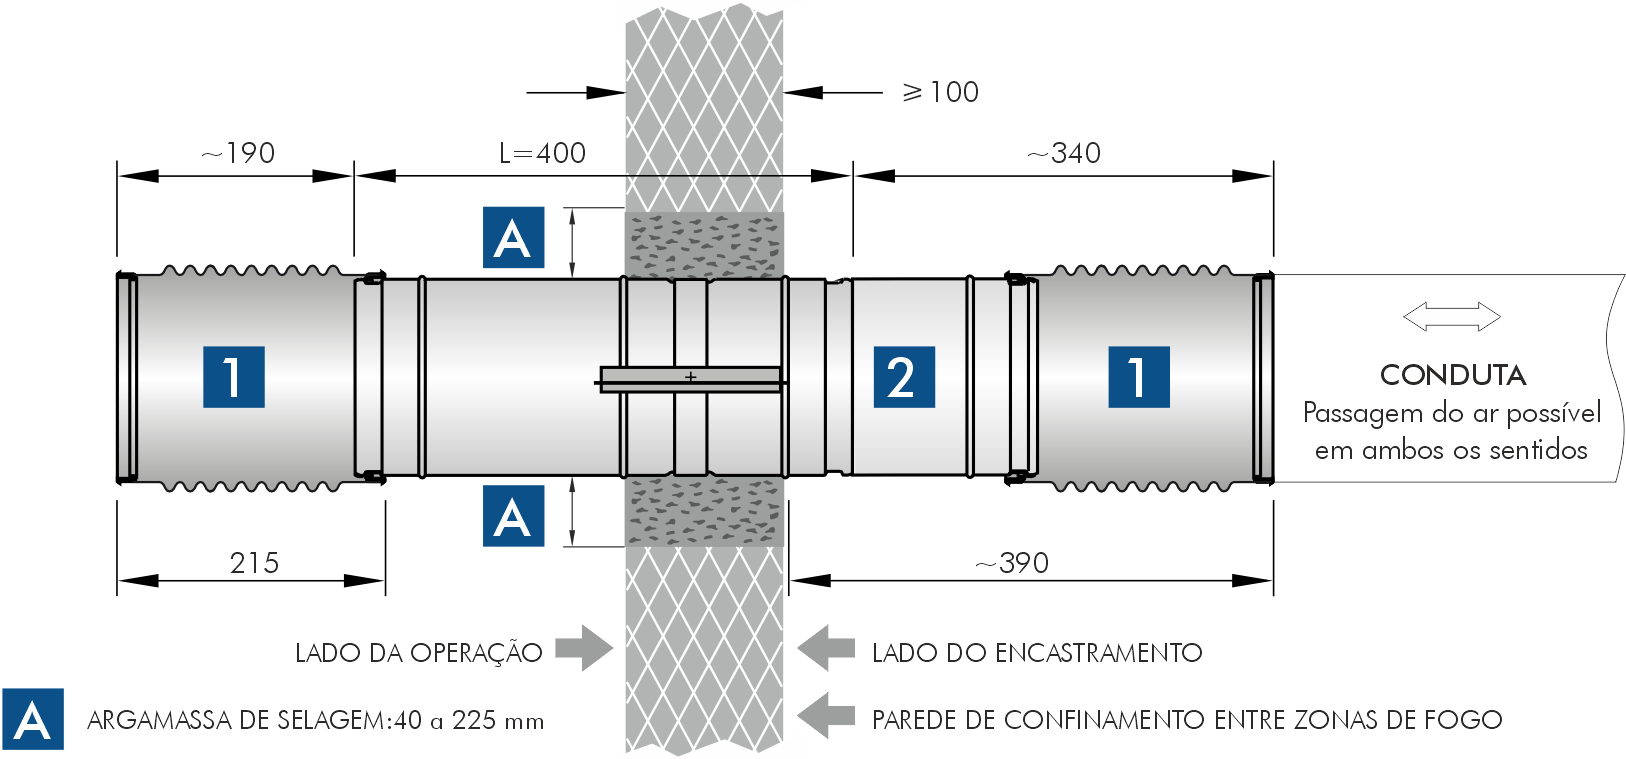 ⩾ 100
~190
L=400
~340
A
1
2
1
CONDUTA
Passagem do ar possível
em ambos os sentidos
A
215
~390
LADO DA OPERAÇÃO
LADO DO ENCASTRAMENTO
A
ARGAMASSA DE SELAGEM:40 a 225 mm
PAREDE DE CONFINAMENTO ENTRE ZONAS DE FOGO